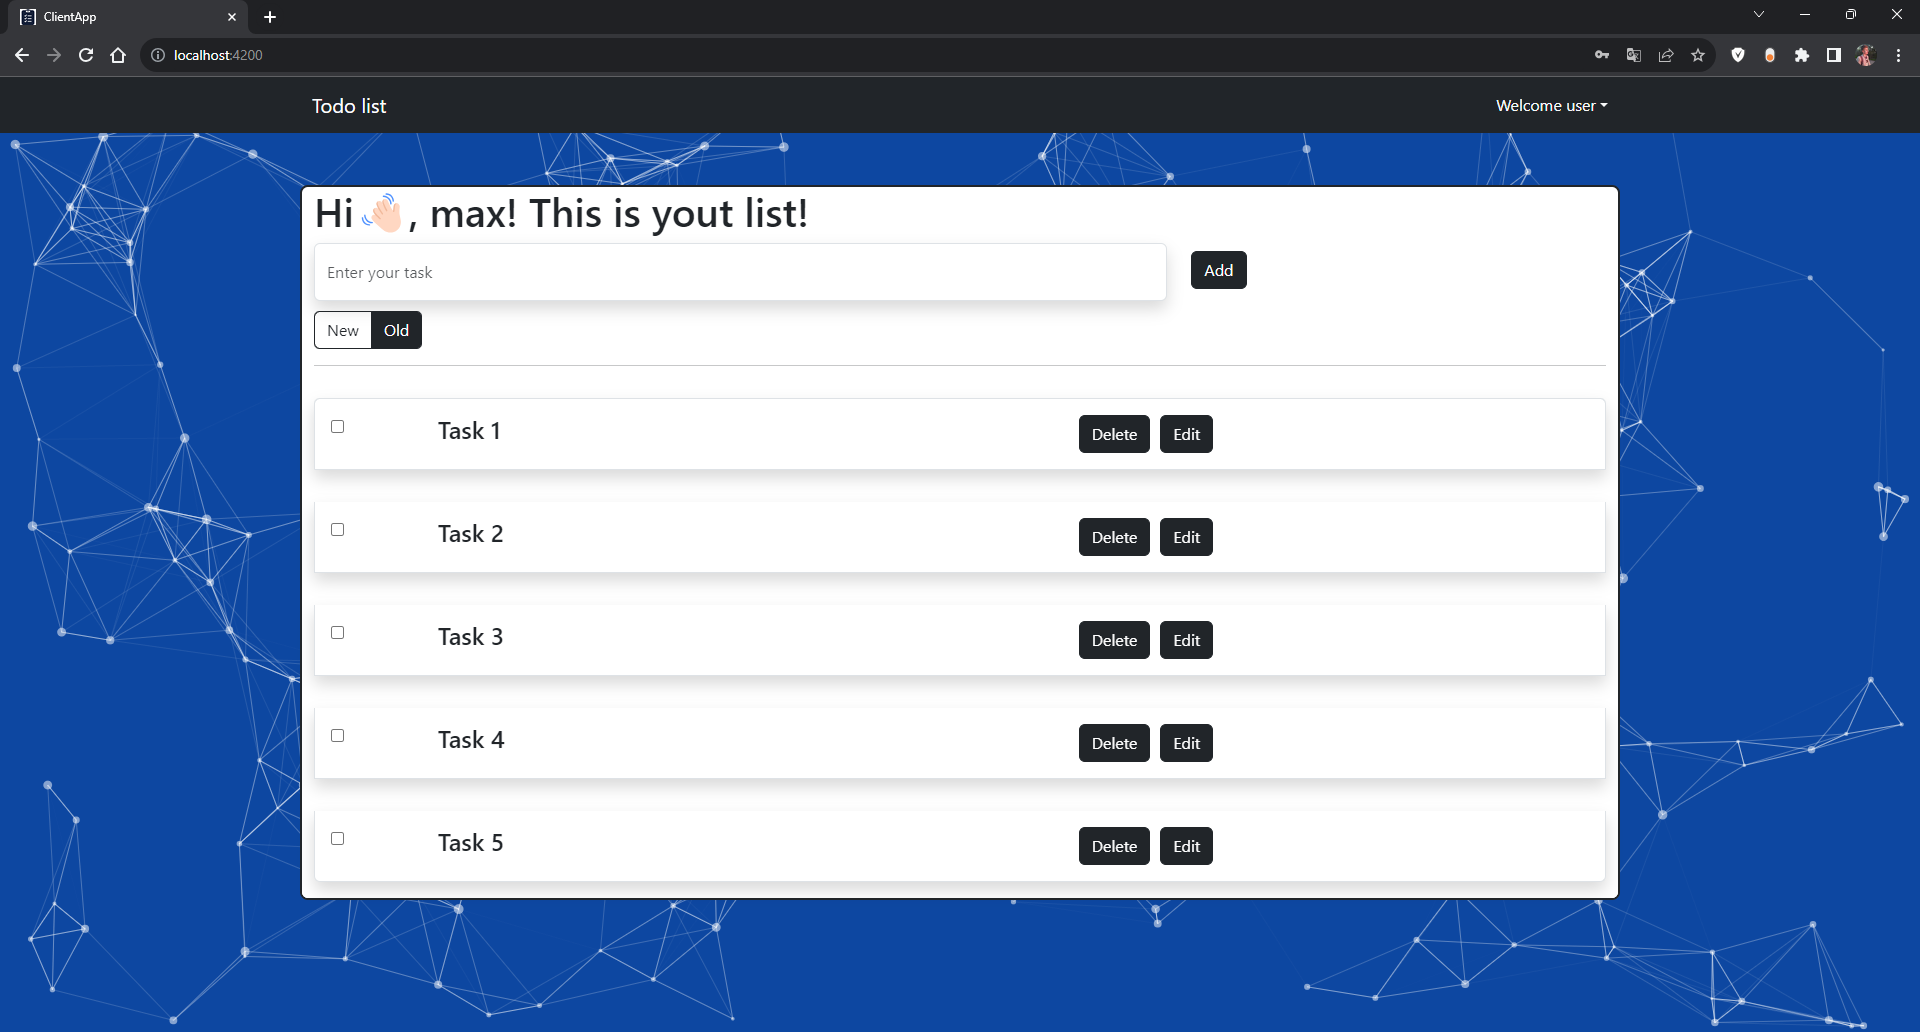 ClientApp
localhost:4200
Todo list
Welcome user
Hi 👋🏻, max! This is yout list!
Enter your task
Add
New Old
Task 1 Delete Edit
Task 2 Delete Edit
Task 3 Delete Edit
Task 4 Delete Edit
Task 5 Delete Edit